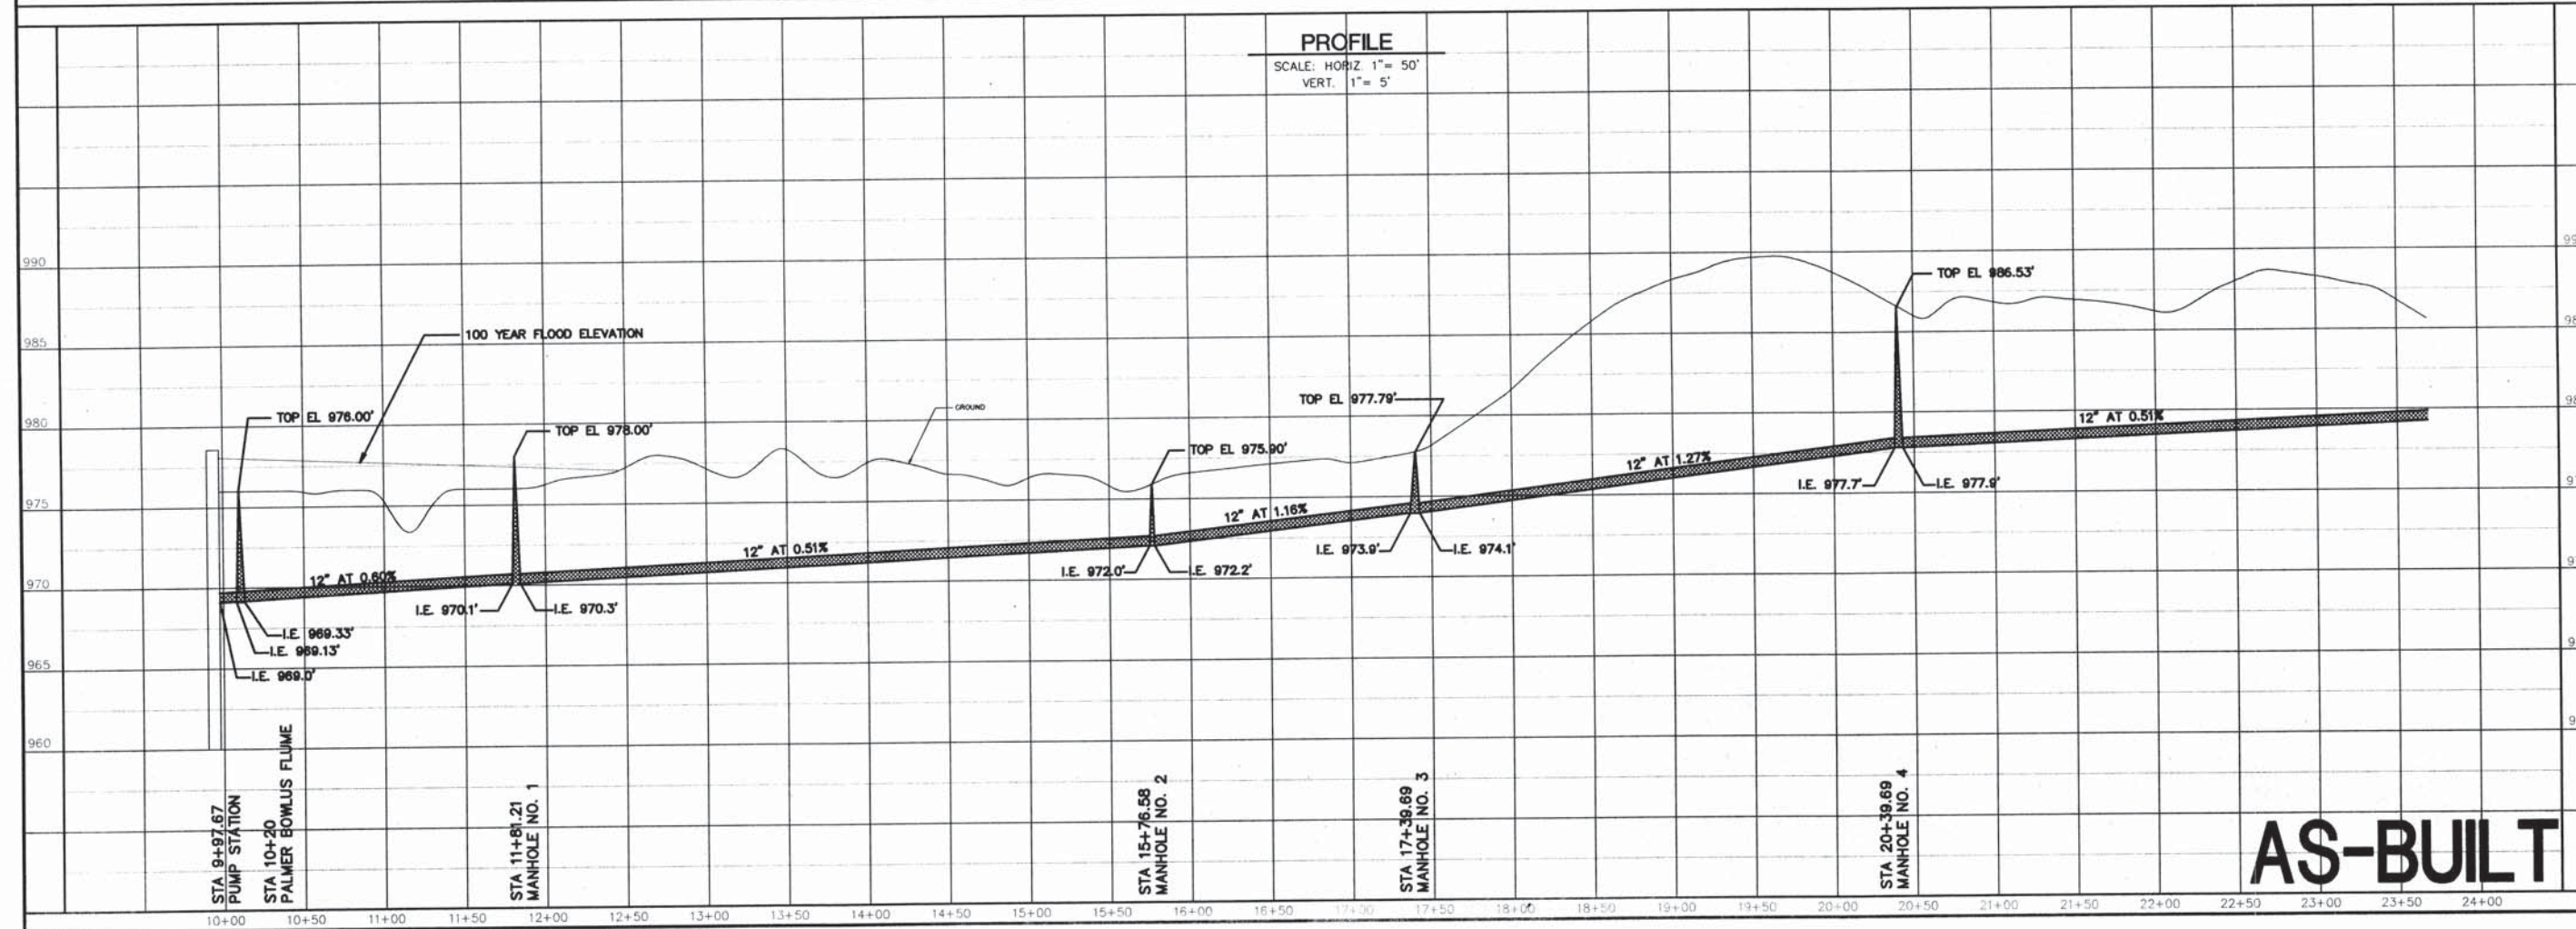 PROFILE
SCALE: HORIZ. 1"= 50'
VERT. 1"= 5'
990
985
980
975
970
965
960
100 YEAR FLOOD ELEVATION
TOP EL 976.00'
TOP EL 978.00'
GROUND
TOP EL 975.90'
TOP EL 977.79'
TOP EL 986.53'
12" AT 0.60%
12" AT 0.51%
12" AT 1.16%
12" AT 1.27%
12" AT 0.51%
I.E. 969.33'
I.E. 969.13'
I.E. 969.0'
I.E. 970.1'
I.E. 970.3'
I.E. 972.0'
I.E. 972.2'
I.E. 973.9'
I.E. 974.1'
I.E. 977.7'
I.E. 977.9'
STA 9+97.67
PUMP STATION
STA 10+20
PALMER BOWLUS FLUME
STA 11+81.21
MANHOLE NO. 1
STA 15+76.58
MANHOLE NO. 2
STA 17+39.69
MANHOLE NO. 3
STA 20+39.69
MANHOLE NO. 4
AS-BUILT
10+00 10+50 11+00 11+50 12+00 12+50 13+00 13+50 14+00 14+50 15+00 15+50 16+00 16+50 17+00 17+50 18+00 18+50 19+00 19+50 20+00 20+50 21+00 21+50 22+00 22+50 23+00 23+50 24+00